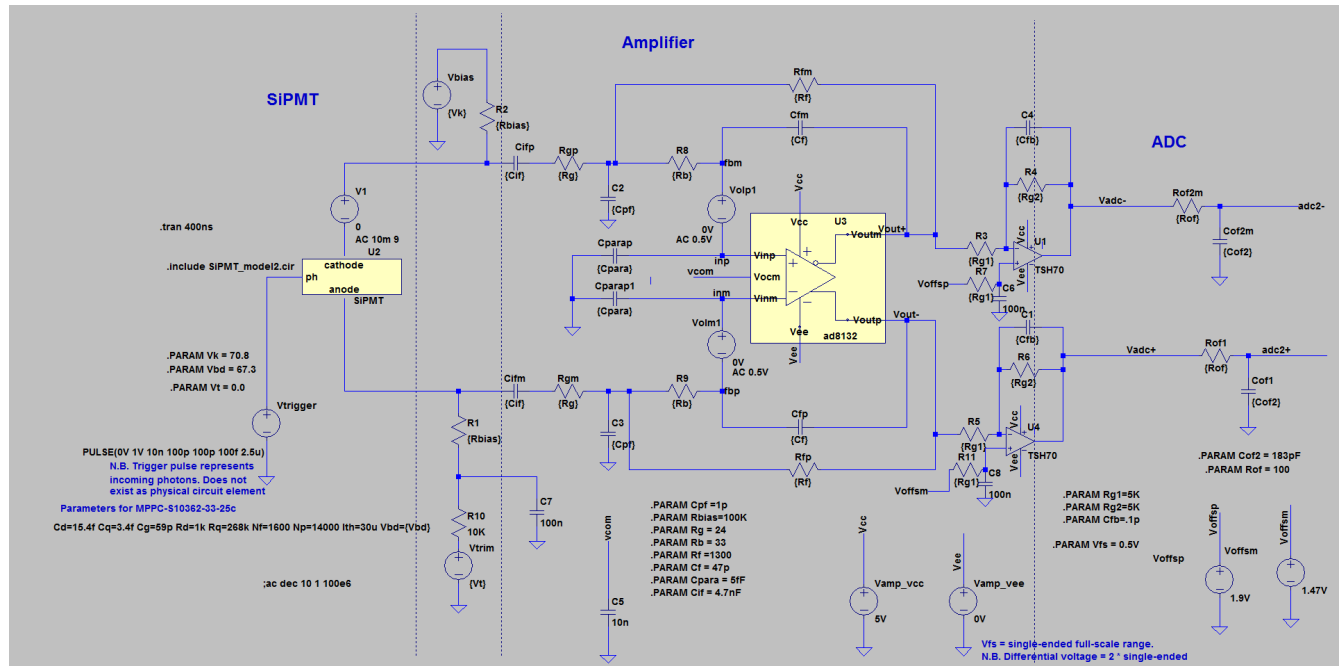 Amplifier
SiPMT
ADC
Vbias
{Vk}
R2
{Rbias}
Cifp
{Cif}
Rgp
{Rg}
C2
{Cpf}
R8
{Rb}
Rfm
{Rf}
Cfm
{Cf}
fbm
Volp1
0V
AC 0.5V
Vcc
V1
0
AC 10m 9
U2
.tran 400ns
.include SiPMT_model2.cir
cathode
ph
anode
SiPMT
Cparap
{Cpara}
Cparap1
{Cpara}
inp
vcom
inm
Vcc
U3
Voutm
Vout+
Vinp
Vocm
Vinm
Voutp
Vout-
Vee
ad8132
Vee
Volm1
0V
AC 0.5V
fbp
C4
{Cfb}
R4
{Rg2}
R3
{Rg1}
Vcc
U1
TSH70
Vee
R7
{Rg1}
Voffsp
C6
100n
Vadc-
Rof2m
{Rof}
adc2-
Cof2m
{Cof2}
C1
{Cfb}
R6
{Rg2}
R5
{Rg1}
Vcc
U4
TSH70
Vee
R11
{Rg1}
Voffsm
C8
100n
Vadc+
Rof1
{Rof}
adc2+
Cof1
{Cof2}
.PARAM Vk = 70.8
.PARAM Vbd = 67.3
.PARAM Vt = 0.0
Vtrigger
PULSE(0V 1V 10n 100p 100p 100f 2.5u)
N.B. Trigger pulse represents
incoming photons. Does not
exist as physical circuit element
Parameters for MPPC-S10362-33-25c
Cd=15.4f Cq=3.4f Cg=59p Rd=1k Rq=268k Nf=1600 Np=14000 Ith=30u Vbd={Vbd}
;ac dec 10 1 100e6
Cifm
{Cif}
Rgm
{Rg}
R9
{Rb}
C3
{Cpf}
Cfp
{Cf}
Rfp
{Rf}
R1
{Rbias}
R10
10K
C7
100n
Vtrim
{Vt}
vcom
C5
10n
.PARAM Cpf =1p
.PARAM Rbias=100K
.PARAM Rg = 24
.PARAM Rb = 33
.PARAM Rf =1300
.PARAM Cf = 47p
.PARAM Cpara = 5fF
.PARAM Cif = 4.7nF
Vcc
Vamp_vcc
5V
Vee
Vamp_vee
0V
.PARAM Cof2 = 183pF
.PARAM Rof = 100
.PARAM Rg1=5K
.PARAM Rg2=5K
.PARAM Cfb=.1p
.PARAM Vfs = 0.5V
Voffsp
Voffsp
Voffsm
1.9V
Voffsm
1.47V
Vfs = single-ended full-scale range.
N.B. Differential voltage = 2 * single-ended